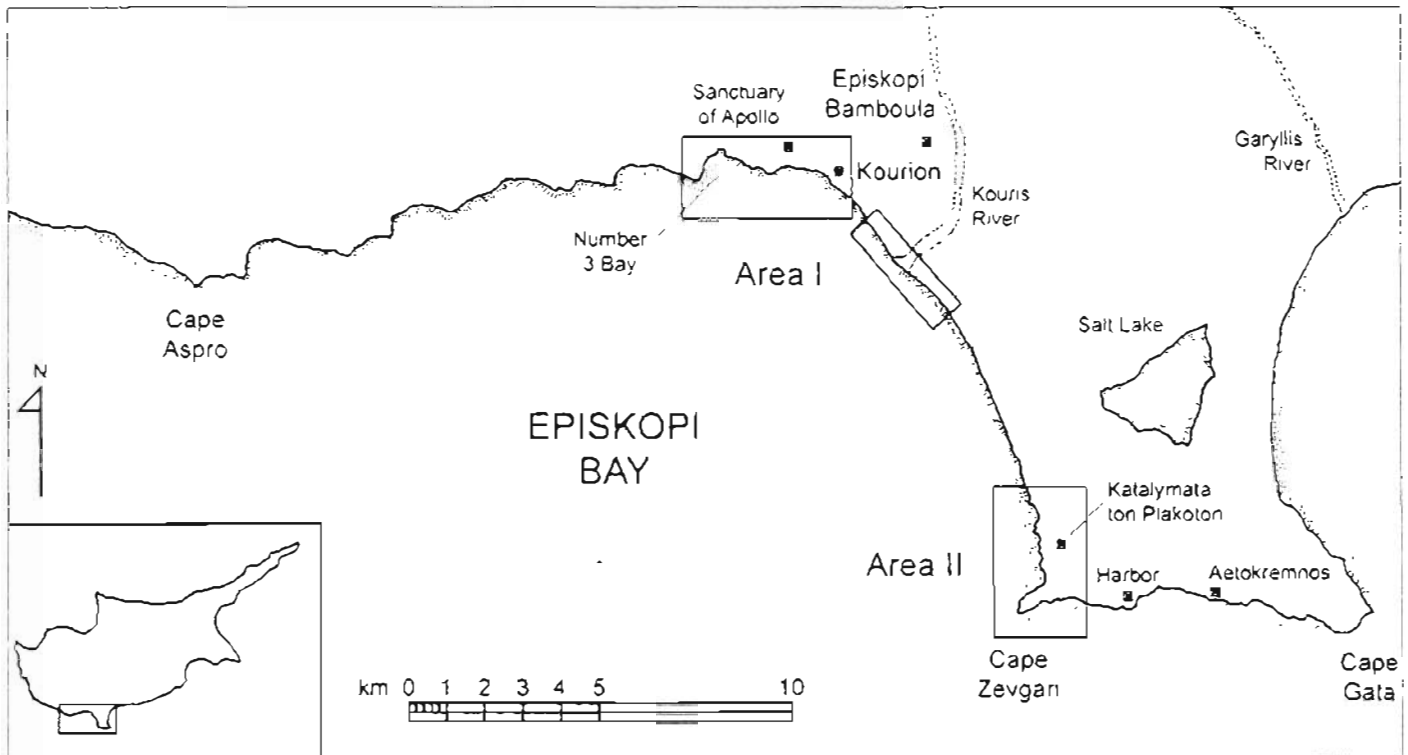 Sanctuary
of Apollo
Episkopi
Bamboula
Garyllis
River
Kourion
Kouris
River
Number
3 Bay
Area I
Cape
Aspro
Salt Lake
N
EPISKOPI
BAY
Katalymata
ton Plakoton
Area II
Harbor
Aetokremnos
Cape
Zevgari
Cape
Gata
km 0 1 2 3 4 5 10